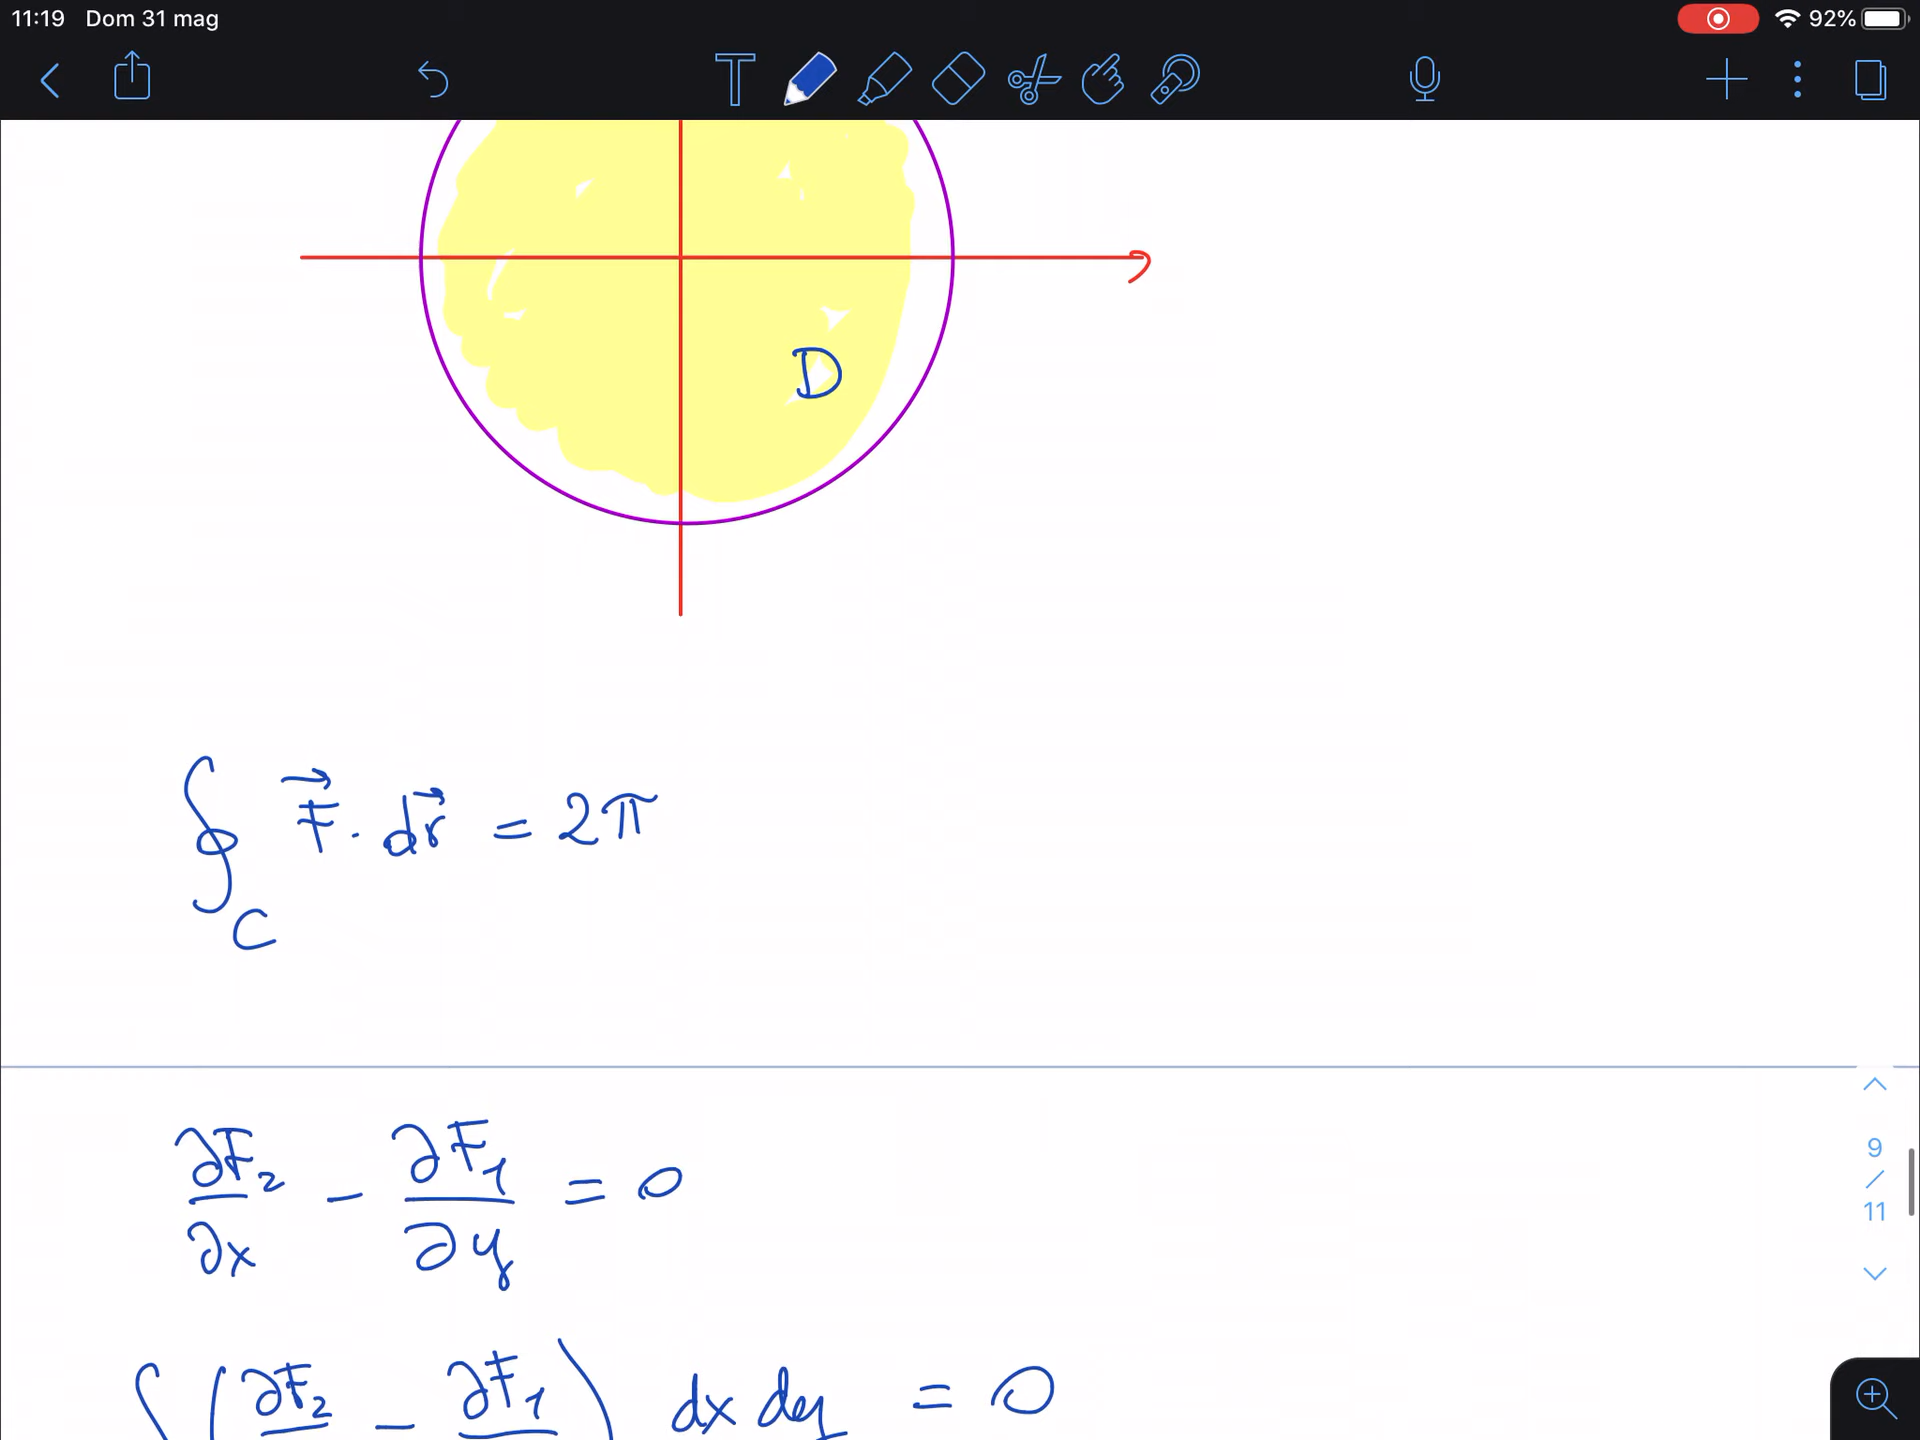 11:19 Dom 31 mag 92%
T
D
∮_C F⃗ · dr⃗ = 2π
∂F₂/∂x − ∂F₁/∂y = 0
9
/
11
∫ (∂F₂ − ∂F₁) dx dy = 0